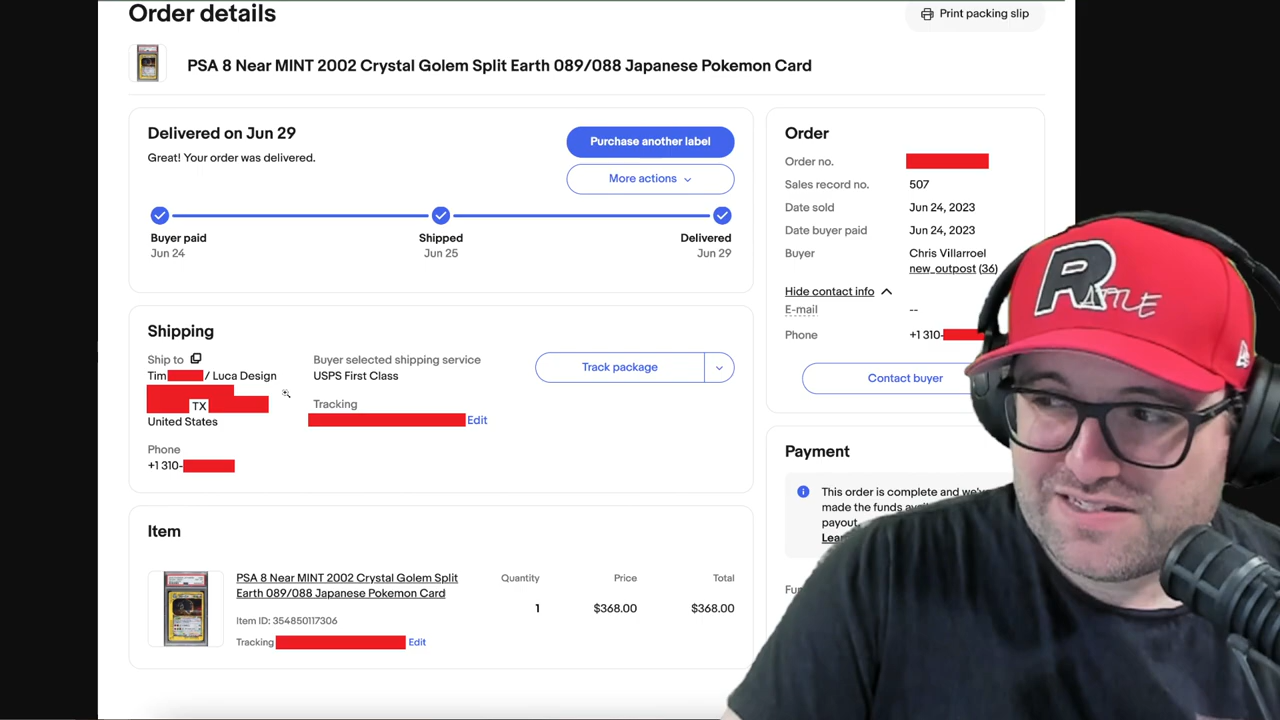 Order details
Print packing slip
PSA 8 Near MINT 2002 Crystal Golem Split Earth 089/088 Japanese Pokemon Card
Delivered on Jun 29
Great! Your order was delivered.
Purchase another label
More actions
Buyer paid
Jun 24
Shipped
Jun 25
Delivered
Jun 29
Order
Order no.
Sales record no. 507
Date sold Jun 24, 2023
Date buyer paid Jun 24, 2023
Buyer Chris Villarroel
new_outpost (36)
Hide contact info
E-mail --
Phone +1 310-
Contact buyer
Shipping
Ship to
Tim / Luca Design
TX
United States
Phone
+1 310-
Buyer selected shipping service
USPS First Class
Tracking
Edit
Track package
Payment
This order is complete and we've
made the funds
payout.
Item
PSA 8 Near MINT 2002 Crystal Golem Split
Earth 089/088 Japanese Pokemon Card
Item ID: 354850117306
Tracking Edit
Quantity
1
Price
$368.00
Total
$368.00
RATTLE